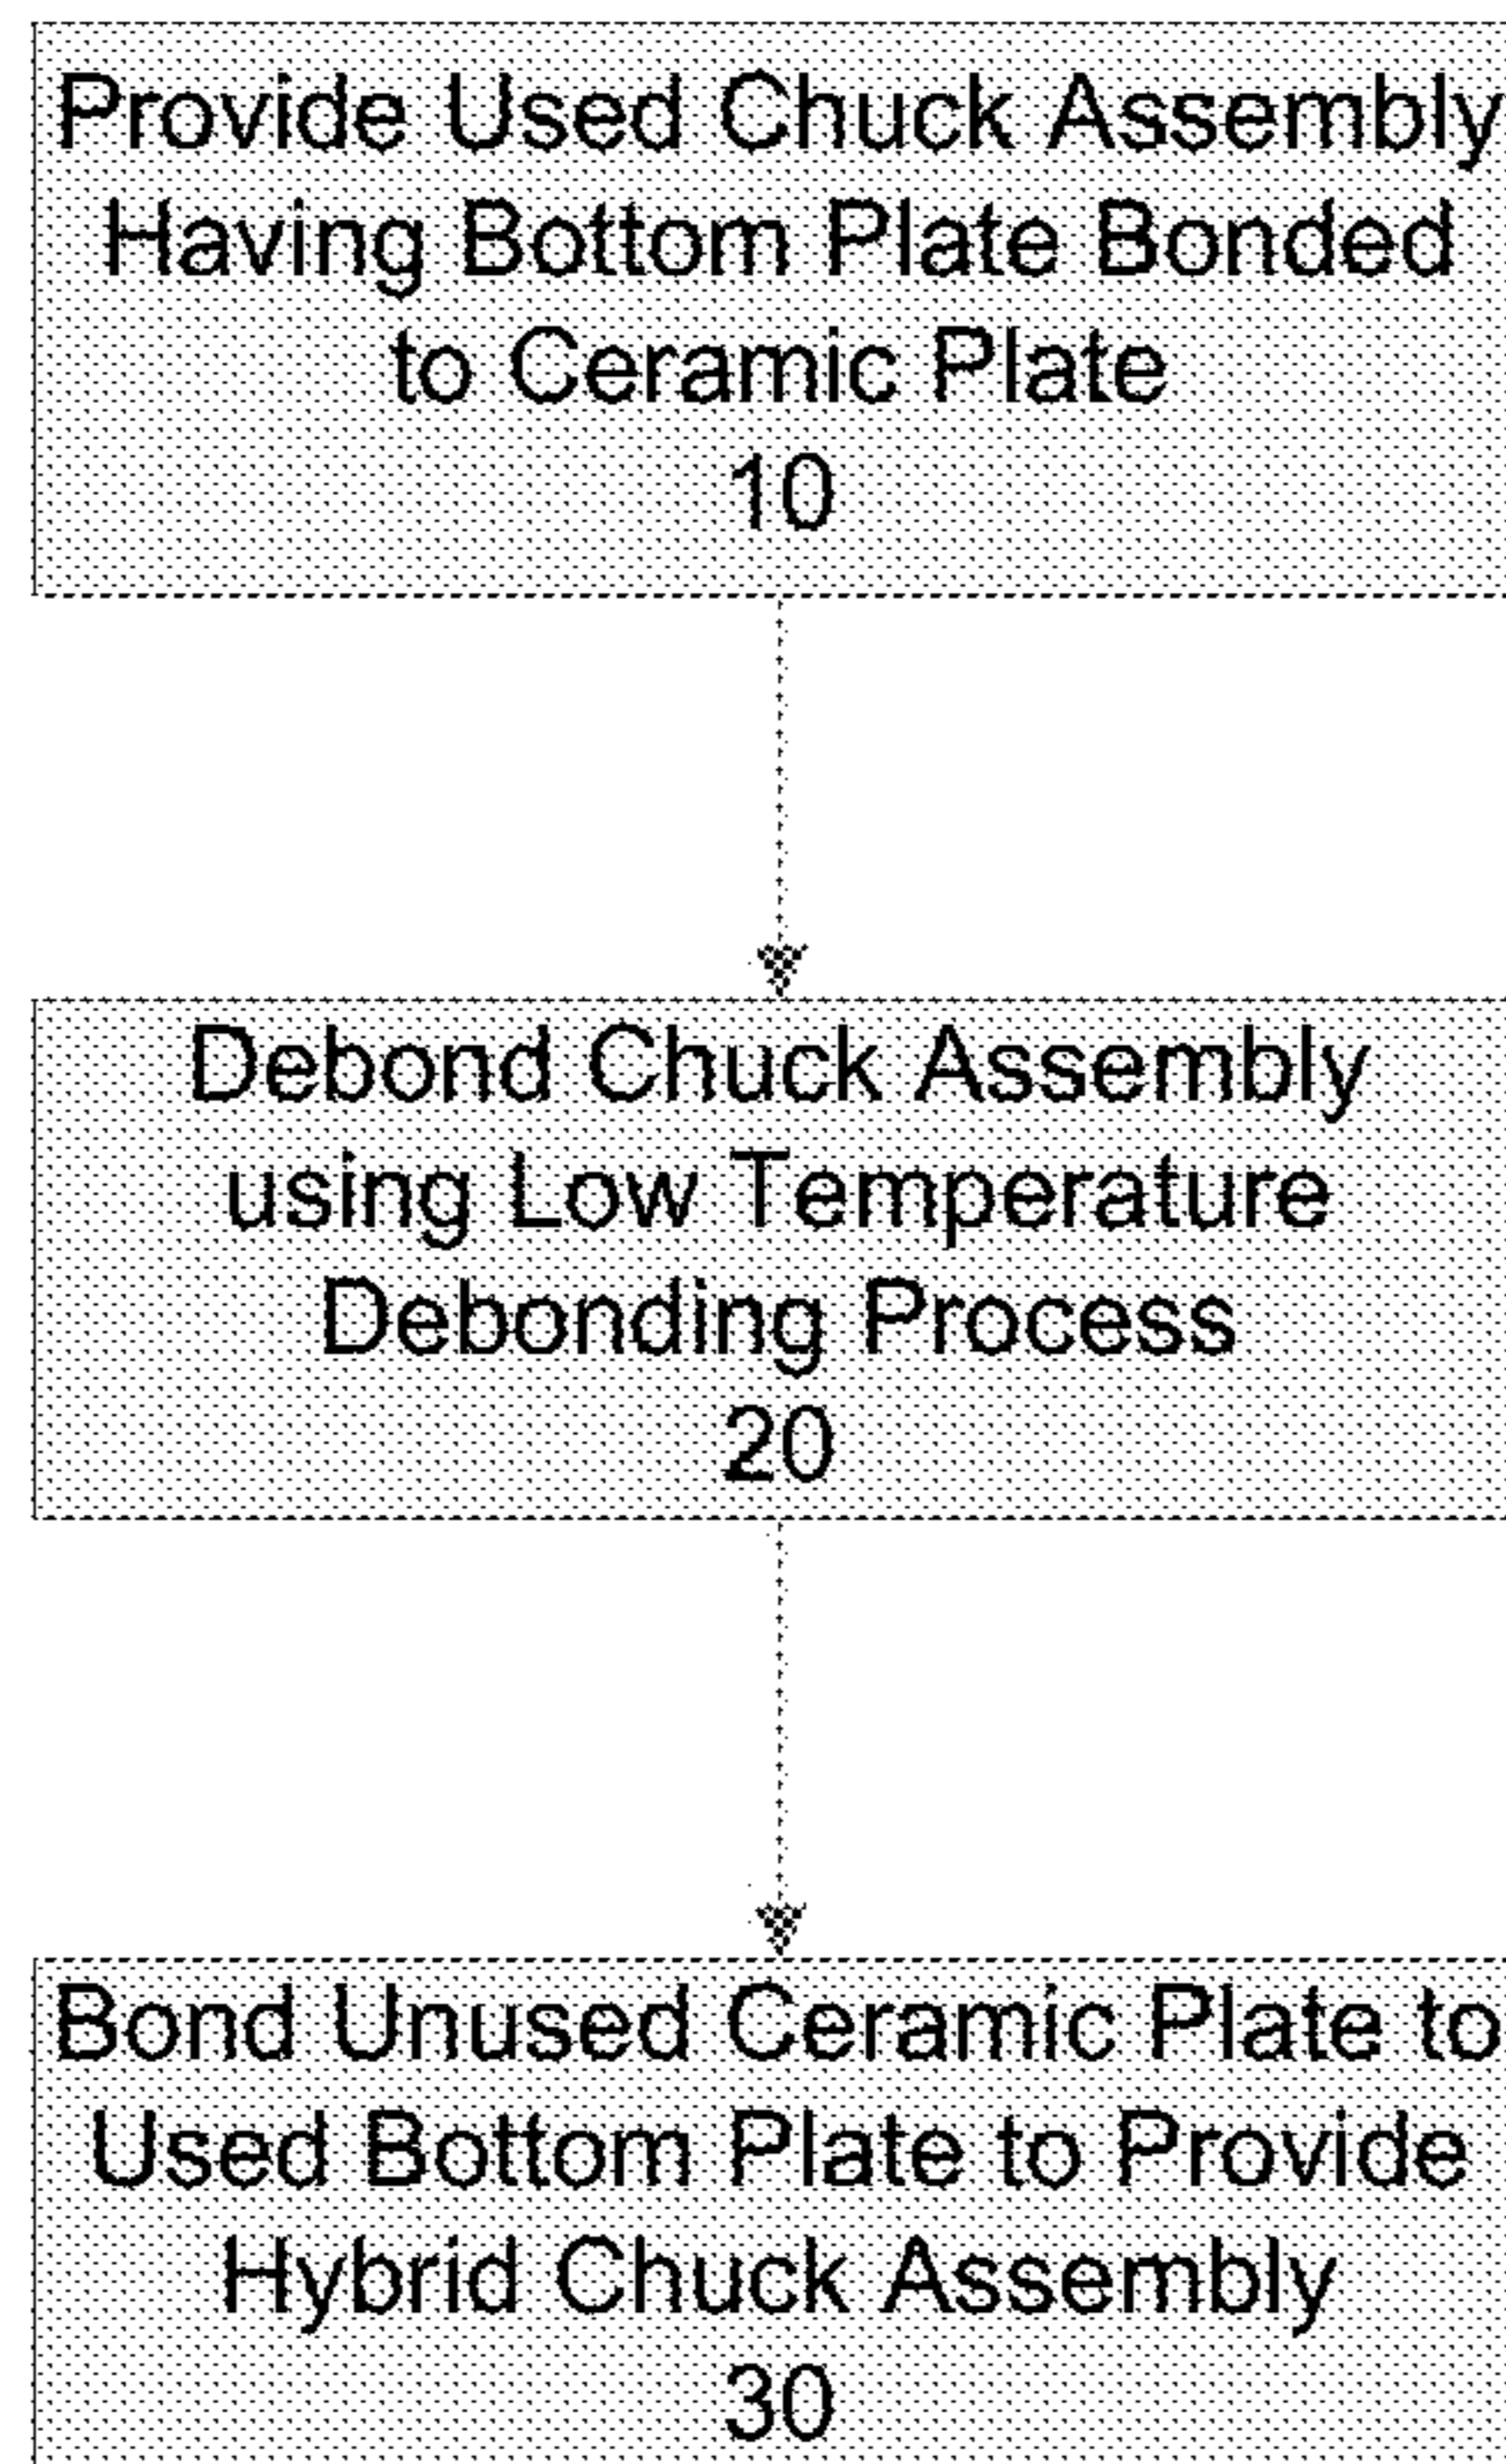 Provide Used Chuck Assembly
Having Bottom Plate Bonded
to Ceramic Plate
10
Debond Chuck Assembly
using Low Temperature
Debonding Process
20
Bond Unused Ceramic Plate to
Used Bottom Plate to Provide
Hybrid Chuck Assembly
30